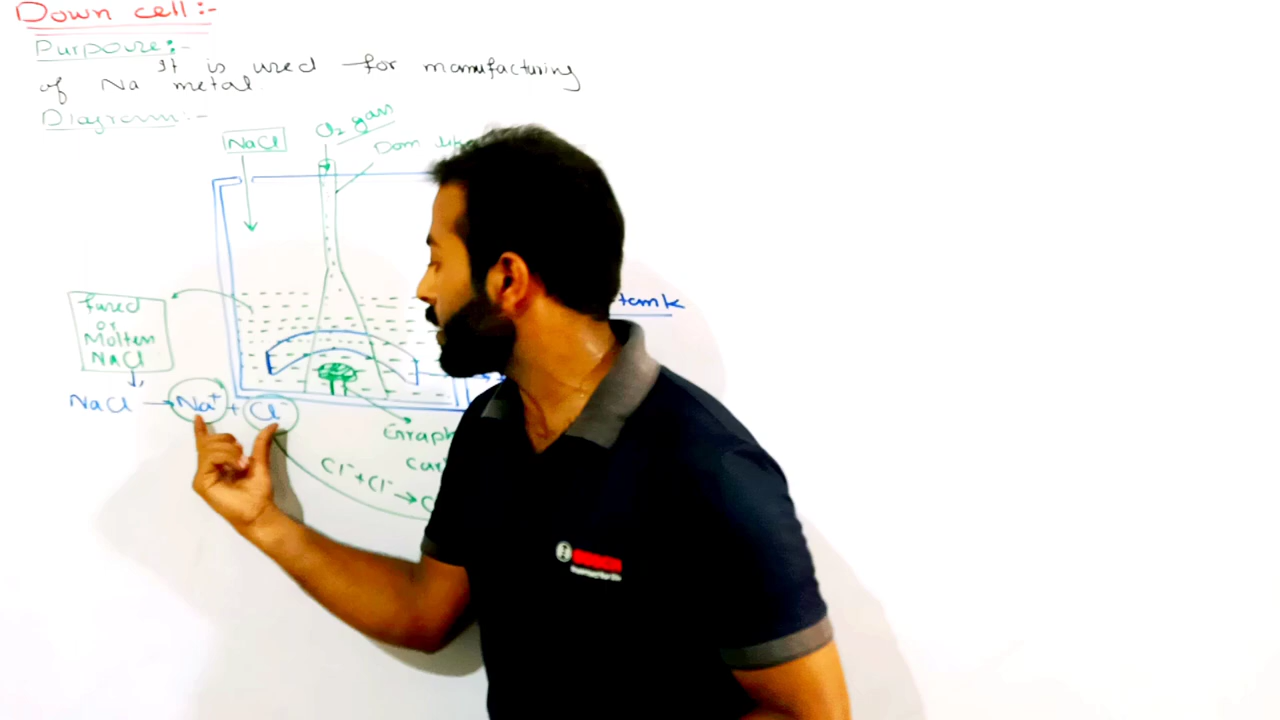 Down cell:-
Purpouse:-
It is used for manufacturing
of Na metal.
Diagram:-
Cl₂ gas
NaCl
Dom
tank
fused
or
Molten
NaCl
NaCl → Na⁺ + Cl⁻
Graph
car
Cl⁻+Cl⁻→C